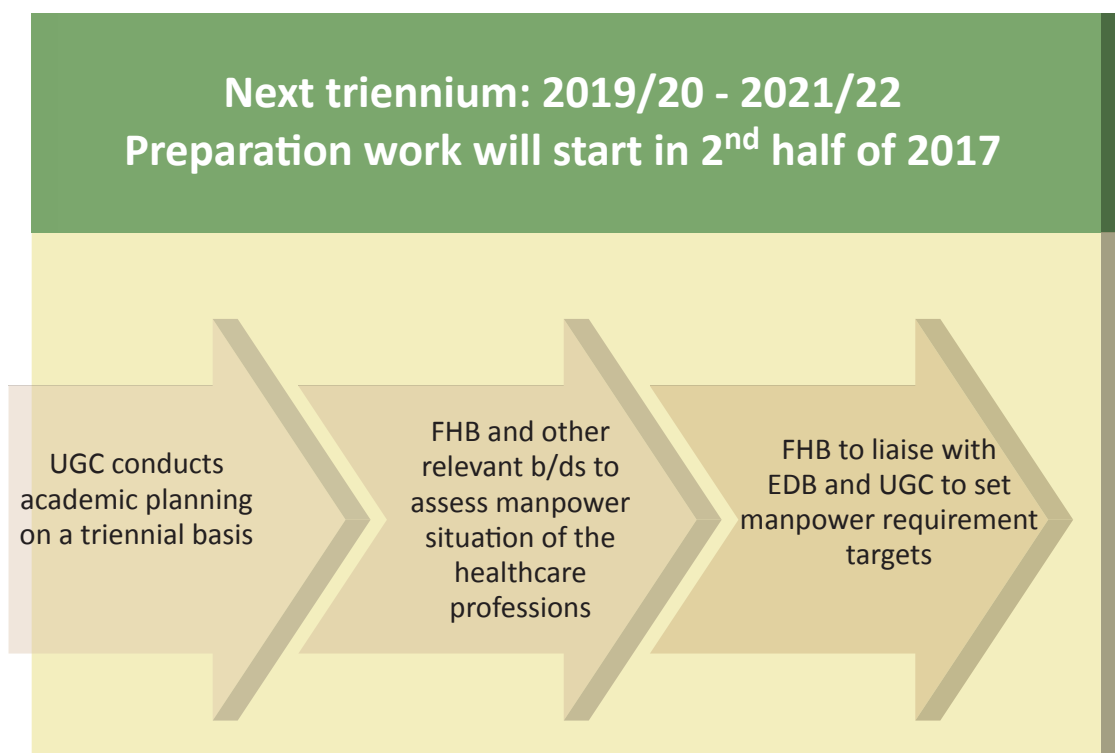 Next triennium: 2019/20 - 2021/22
Preparation work will start in 2nd half of 2017
UGC conducts
academic planning
on a triennial basis
FHB and other
relevant b/ds to
assess manpower
situation of the
healthcare
professions
FHB to liaise with
EDB and UGC to set
manpower requirement
targets